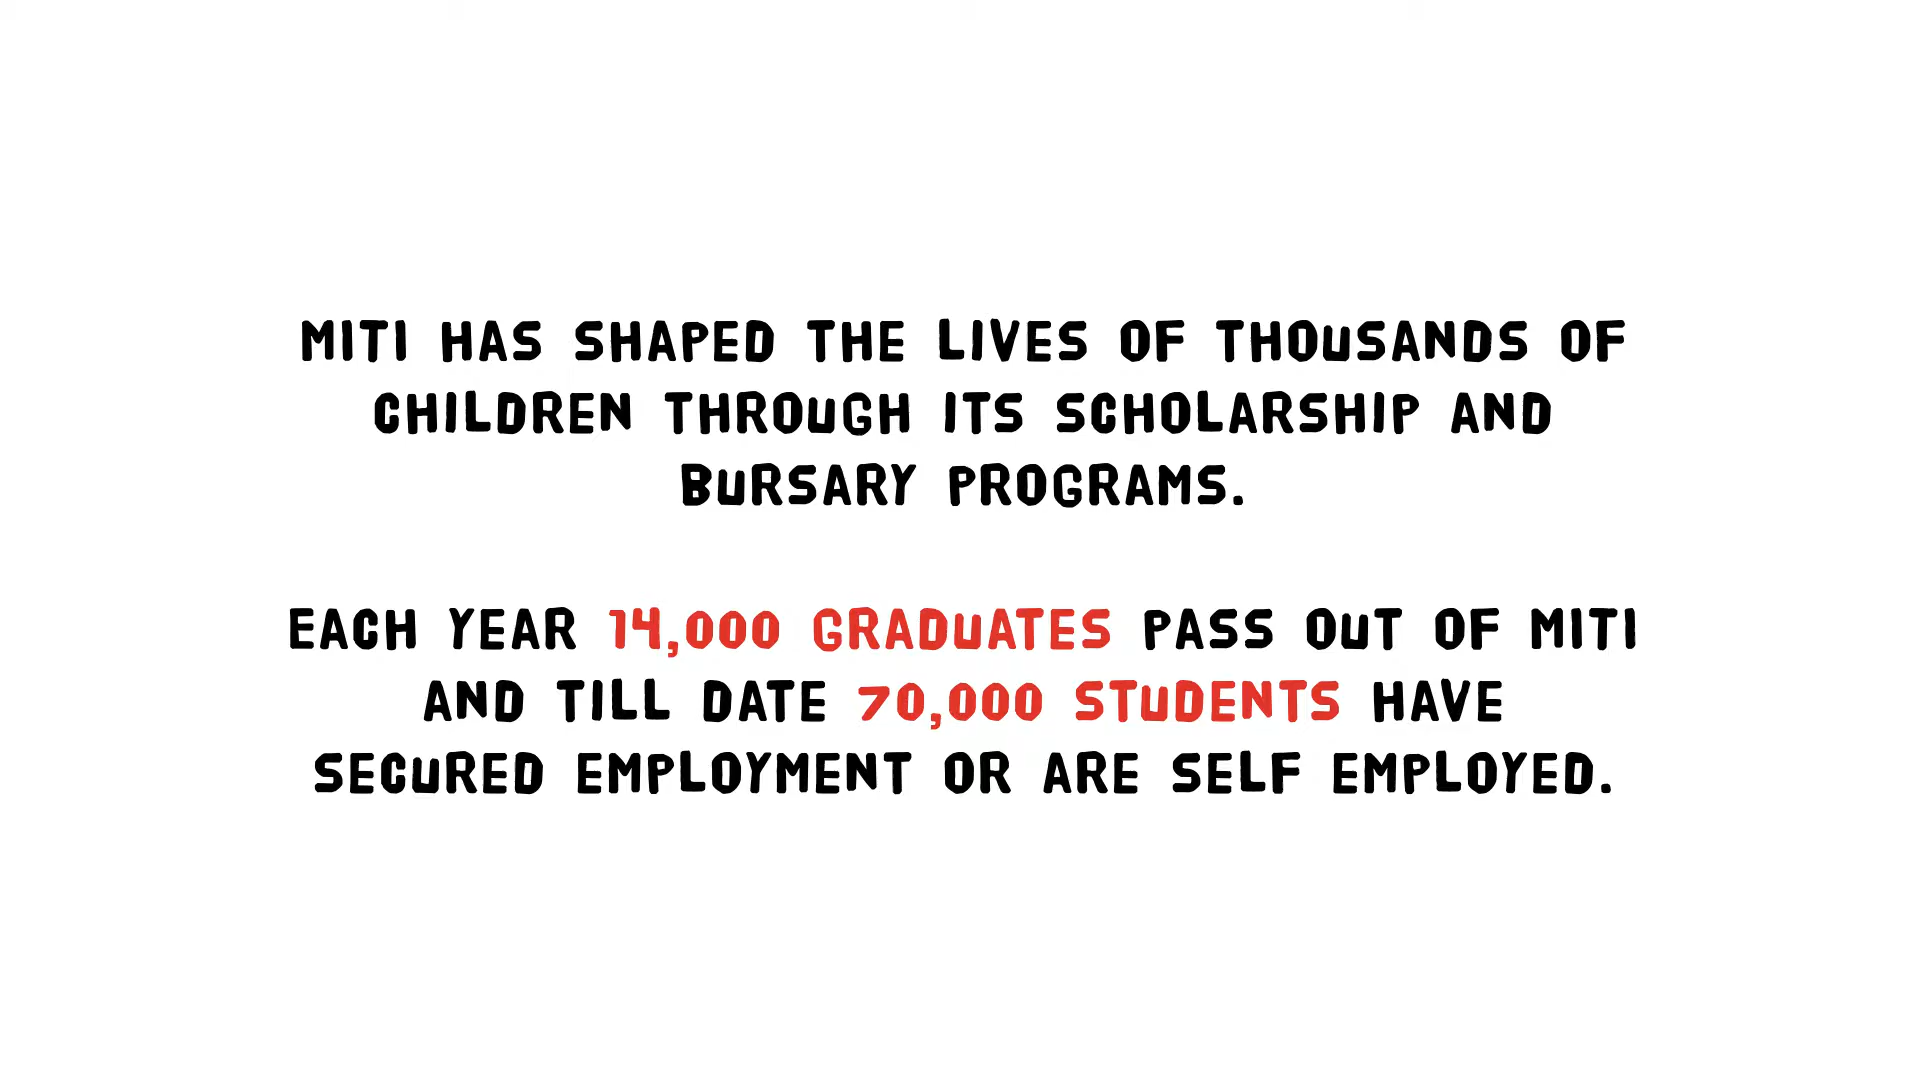 MITI HAS SHAPED THE LIVES OF THOUSANDS OF
CHILDREN THROUGH ITS SCHOLARSHIP AND
BURSARY PROGRAMS.
EACH YEAR 14,000 GRADUATES PASS OUT OF MITI
AND TILL DATE 70,000 STUDENTS HAVE
SECURED EMPLOYMENT OR ARE SELF EMPLOYED.